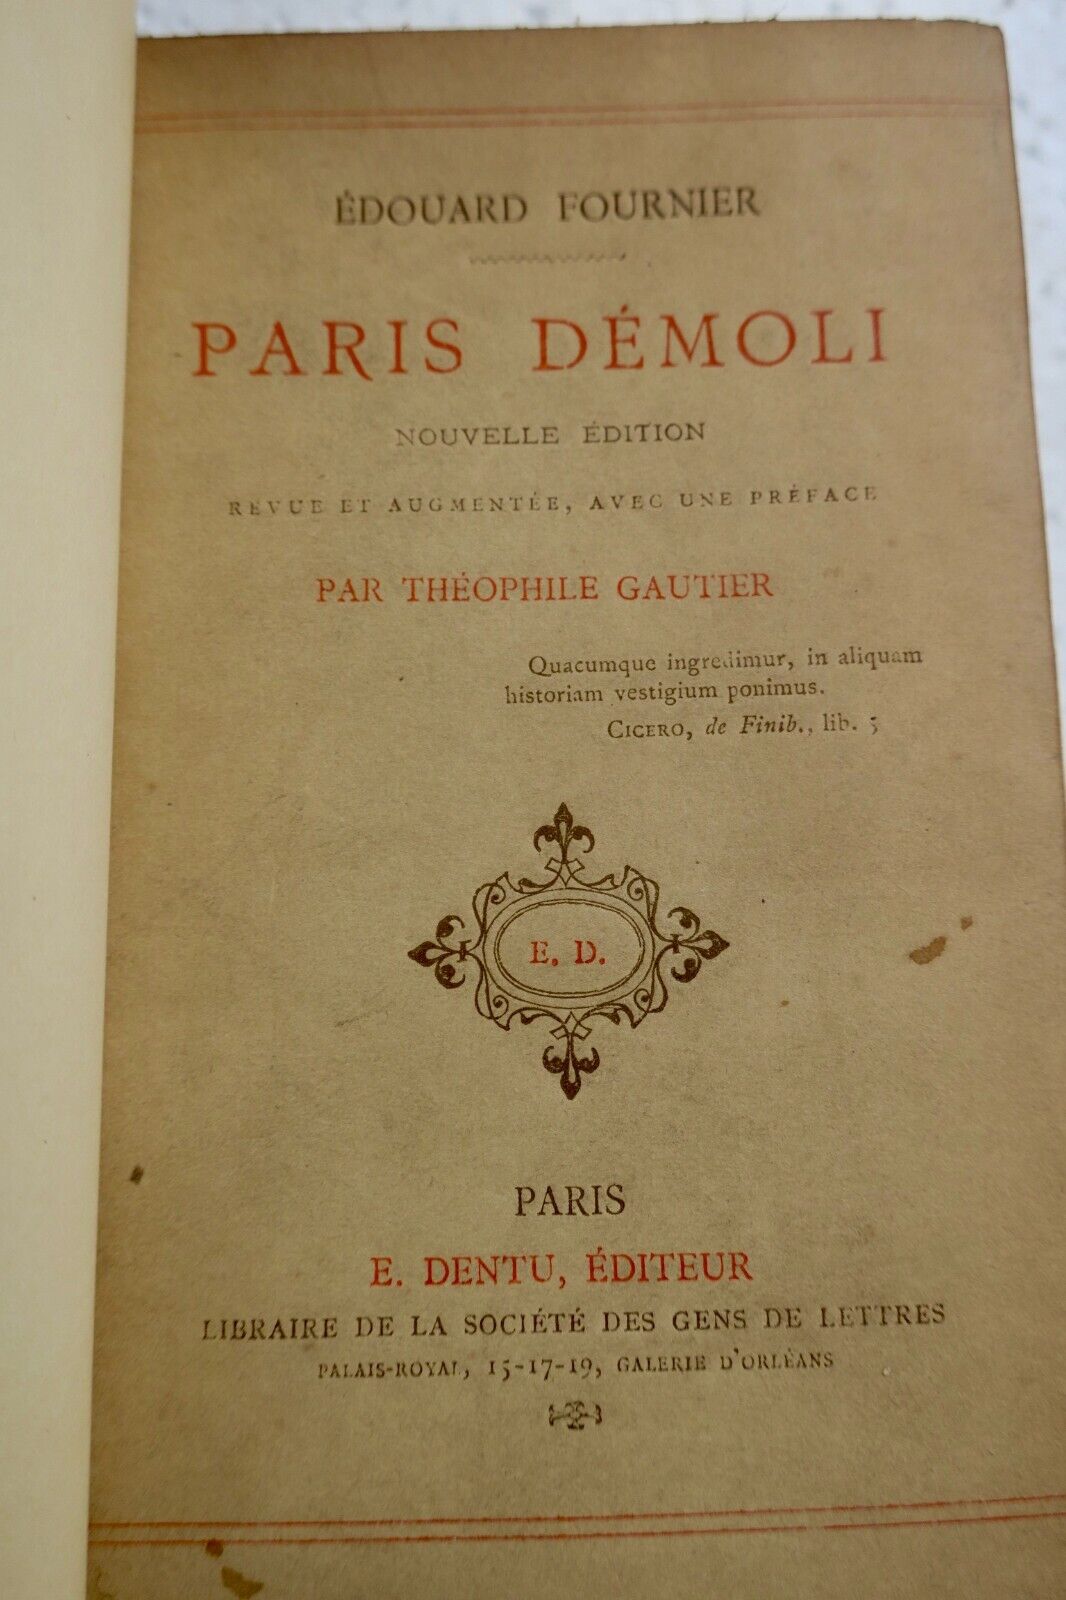 ÉDOUARD FOURNIER
PARIS DÉMOLI
NOUVELLE ÉDITION
REVUE ET AUGMENTÉE, AVEC UNE PRÉFACE
PAR THÉOPHILE GAUTIER
Quacumque ingredimur, in aliquam
historiam vestigium ponimus.
CICERO, de Finib., lib. 5
E. D.
PARIS
E. DENTU, ÉDITEUR
LIBRAIRE DE LA SOCIÉTÉ DES GENS DE LETTRES
PALAIS-ROYAL, 15-17-19, GALERIE D'ORLÉANS